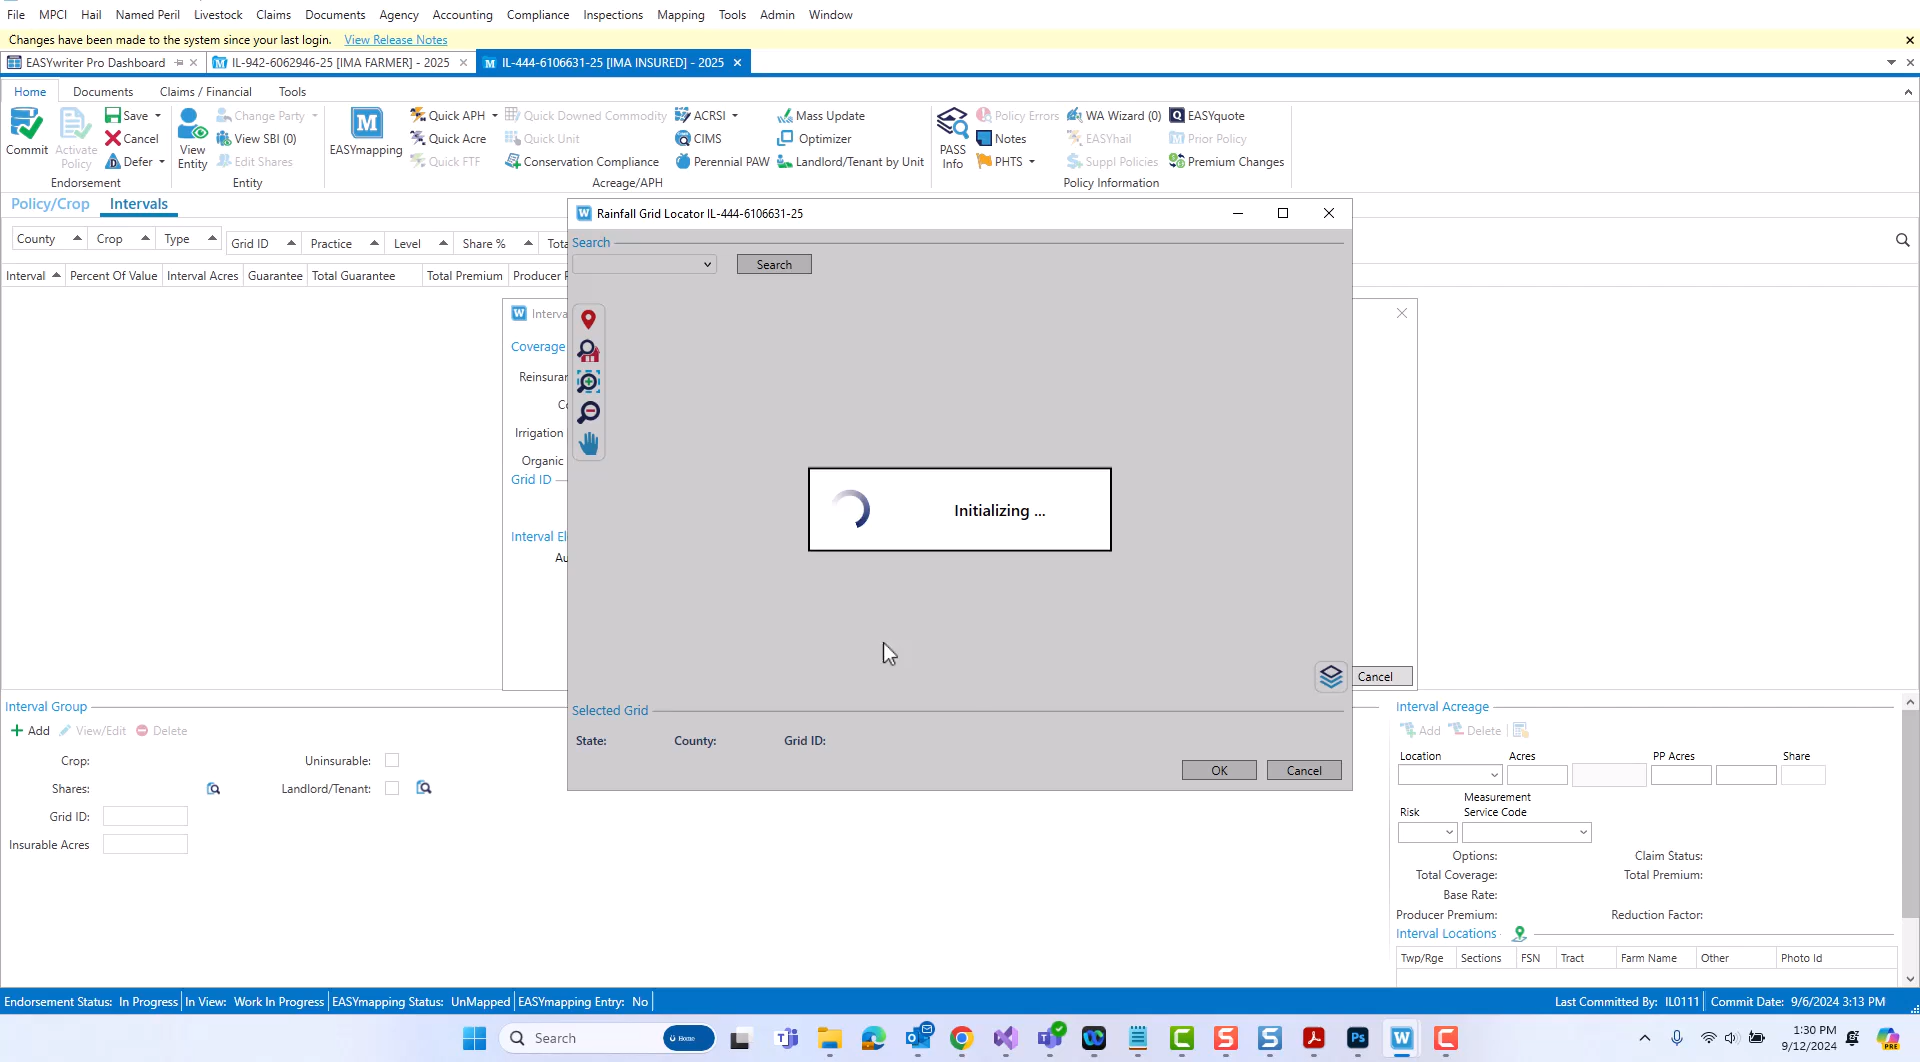 File MPCI Hail Named Peril Livestock Claims Documents Agency Accounting Compliance Inspections Mapping Tools Admin Window
Changes have been made to the system since your last login. View Release Notes
EASYwriter Pro Dashboard IL-942-6062946-25 [IMA FARMER] - 2025 M IL-444-6106631-25 [IMA INSURED] - 2025
Home Documents Claims / Financial Tools
Save Change Party Quick APH Quick Downed Commodity ACRSI Mass Update Policy Errors WA Wizard (0) EASYquote
Cancel View SBI (0) Quick Acre Quick Unit CIMS Optimizer Notes EASYhail Prior Policy
Commit Activate Policy Defer View Entity Edit Shares EASYmapping Quick FTF Conservation Compliance Perennial PAW Landlord/Tenant by Unit PASS Info PHTS Suppl Policies Premium Changes
Endorsement Entity Acreage/APH Policy Information
Policy/Crop Intervals
Rainfall Grid Locator IL-444-6106631-25
County Crop Type Grid ID Practice Level Share % Tota
Search
Search
Interval Percent Of Value Interval Acres Guarantee Total Guarantee Total Premium Producer P
Interva
Coverage
Reinsuran
Co
Irrigation
Organic
Grid ID
Interval El
Au
Initializing ...
Cancel
Selected Grid
State: County: Grid ID:
OK Cancel
Interval Group
Add View/Edit Delete
Crop: Uninsurable:
Shares: Landlord/Tenant:
Grid ID:
Insurable Acres
Interval Acreage
Add Delete
Location Acres PP Acres Share
Measurement
Risk Service Code
Options: Claim Status:
Total Coverage: Total Premium:
Base Rate:
Producer Premium: Reduction Factor:
Interval Locations
Twp/Rge Sections FSN Tract Farm Name Other Photo Id
Endorsement Status: In Progress In View: Work In Progress EASYmapping Status: UnMapped EASYmapping Entry: No Last Committed By: IL0111 Commit Date: 9/6/2024 3:13 PM
Search Home
1:30 PM
9/12/2024
PRE